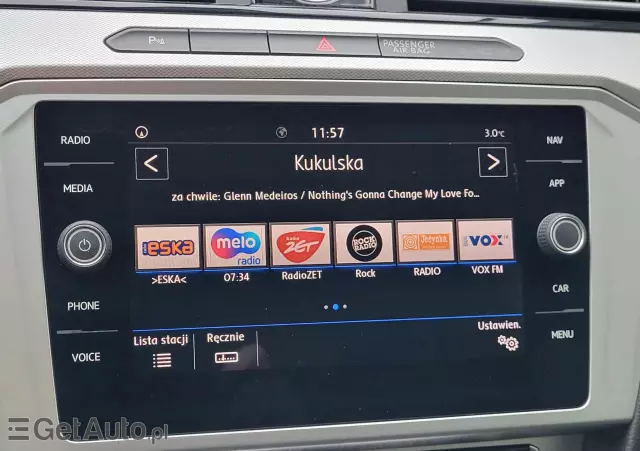 P
PASSENGER
AIR BAG
RADIO
MEDIA
PHONE
VOICE
NAV
APP
CAR
MENU
11:57
3.0°C
Kukulska
za chwile: Glenn Medeiros / Nothing's Gonna Change My Love Fo...
ESKA
melo
radio
Radio
ZET
ROCK
RADIO
Jedynka
VOX
FM
>ESKA<
07:34
RadioZET
Rock
RADIO
VOX FM
Lista stacji
Ręcznie
Ustawien.
GetAuto.pl